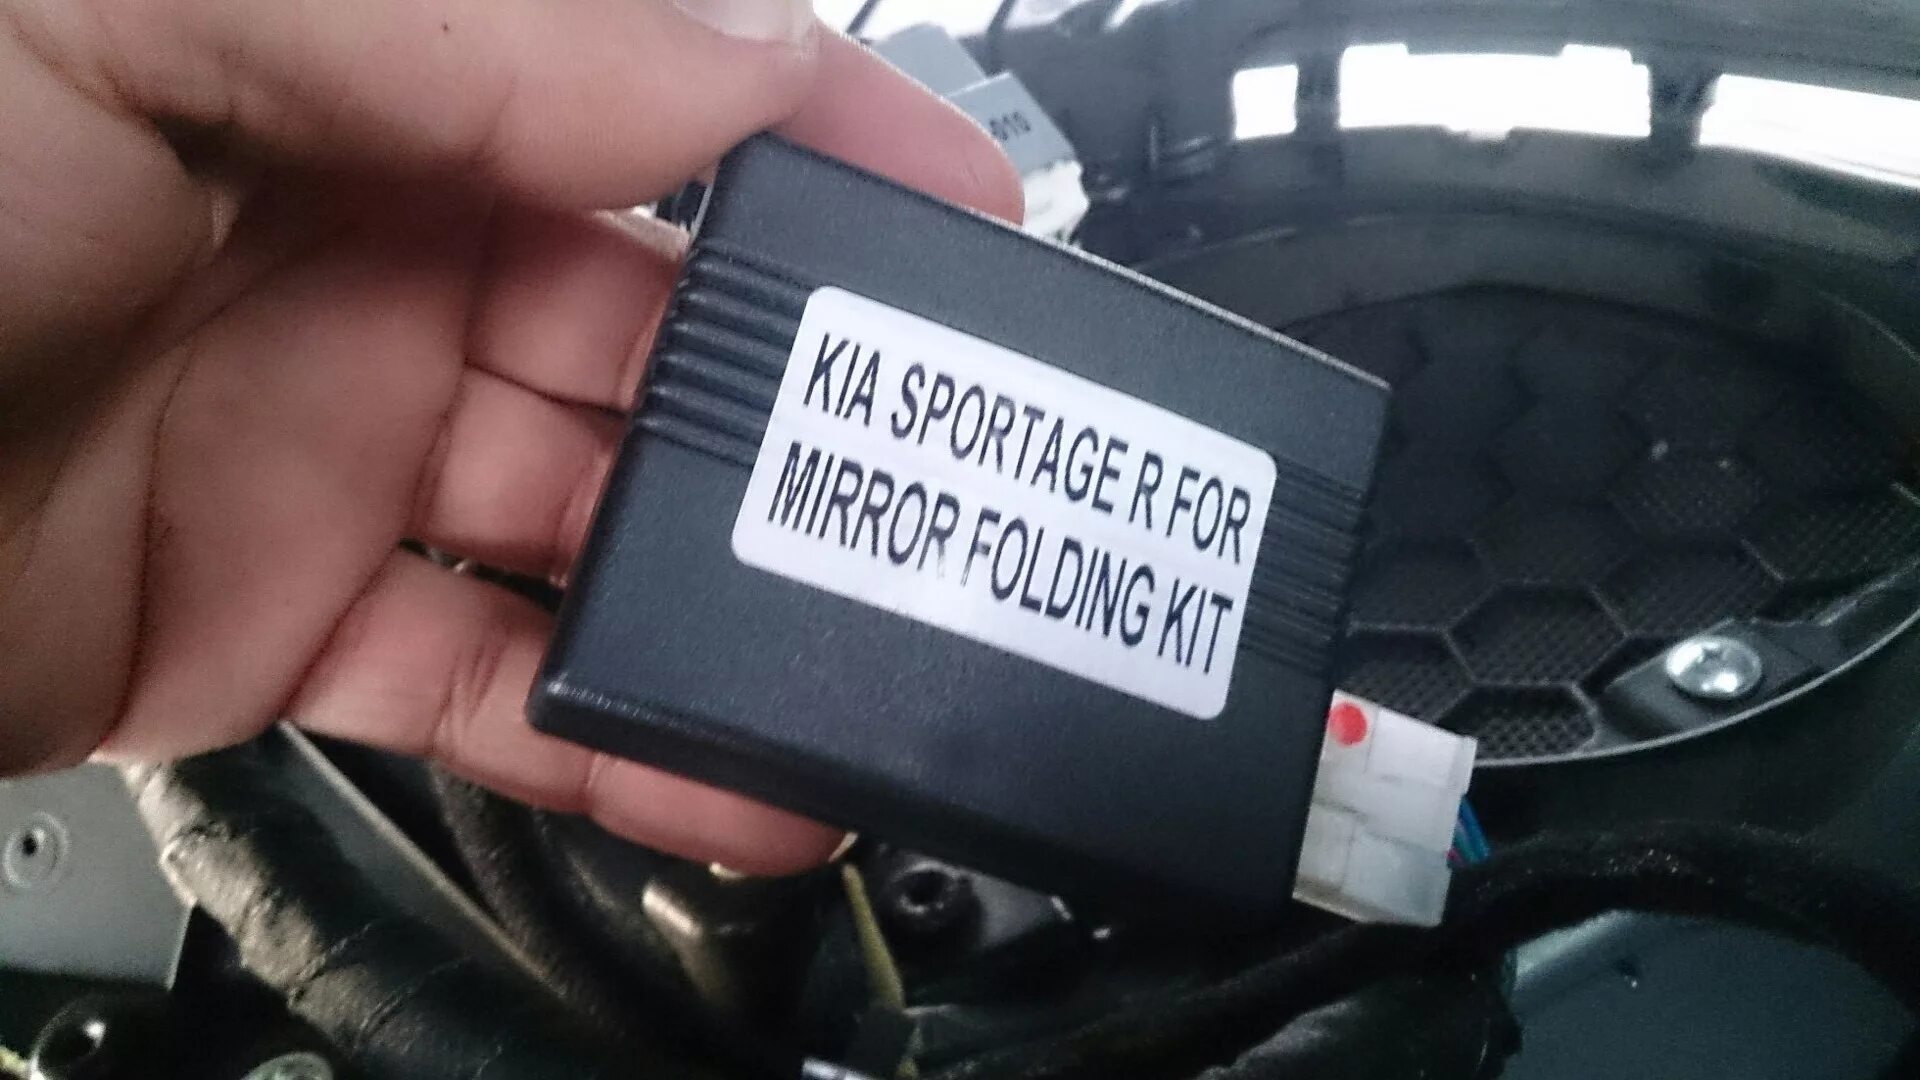 KIA SPORTAGE R FOR
MIRROR FOLDING KIT